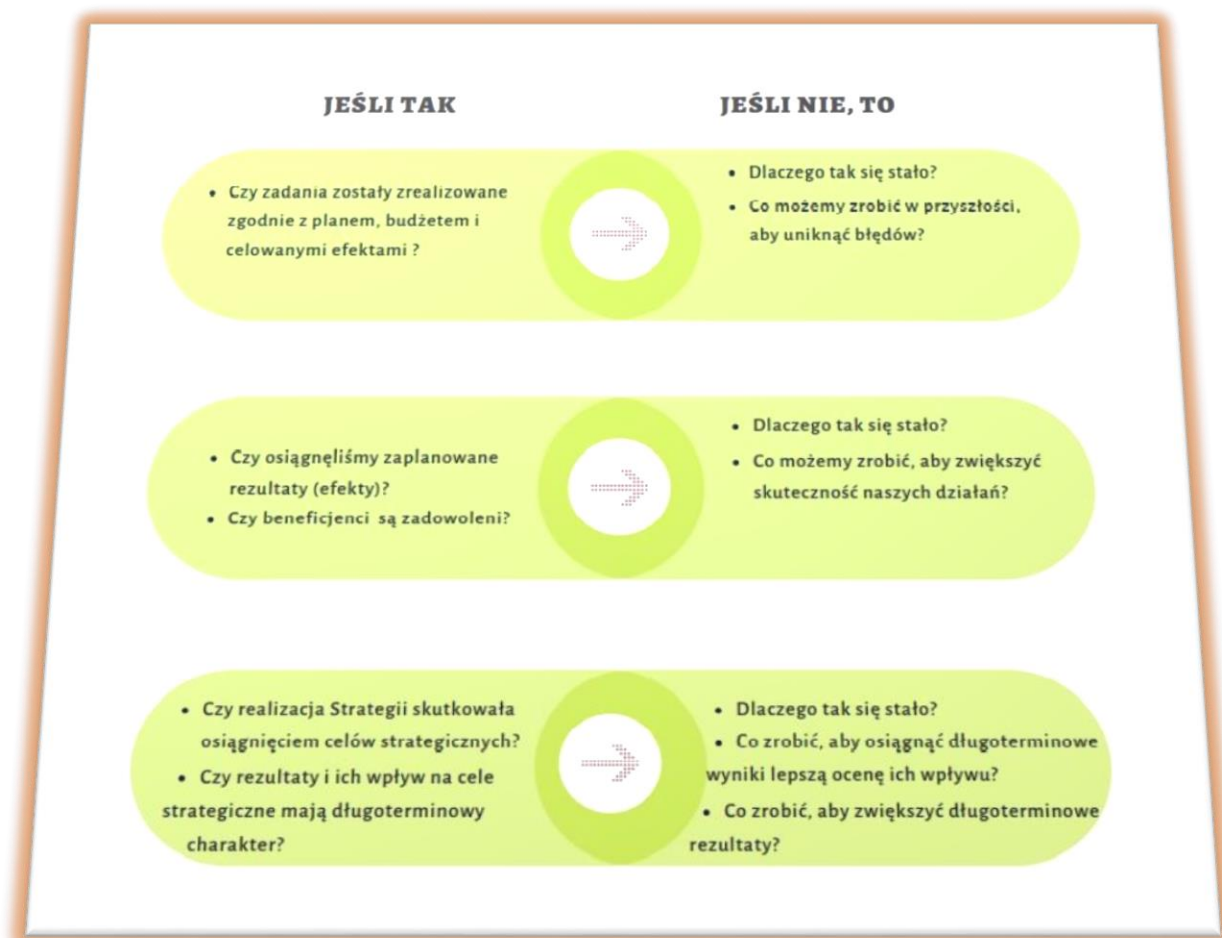 JEŚLI TAK
JEŚLI NIE, TO
• Czy zadania zostały zrealizowane
zgodnie z planem, budżetem i
celowanymi efektami ?
• Dlaczego tak się stało?
• Co możemy zrobić w przyszłości,
aby uniknąć błędów?
• Czy osiągnęliśmy zaplanowane
rezultaty (efekty)?
• Czy beneficjenci są zadowoleni?
• Dlaczego tak się stało?
• Co możemy zrobić, aby zwiększyć
skuteczność naszych działań?
• Czy realizacja Strategii skutkowała
osiągnięciem celów strategicznych?
• Czy rezultaty i ich wpływ na cele
strategiczne mają długoterminowy
charakter?
• Dlaczego tak się stało?
• Co zrobić, aby osiągnąć długoterminowe
wyniki lepszą ocenę ich wpływu?
• Co zrobić, aby zwiększyć długoterminowe
rezultaty?